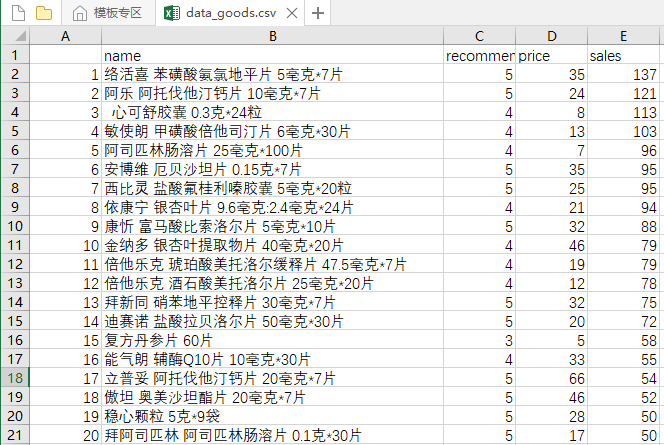 模板专区 data_goods.csv
A B C D E
1 name recommen price sales
2 1 络活喜 苯磺酸氨氯地平片 5毫克*7片 5 35 137
3 2 阿乐 阿托伐他汀钙片 10毫克*7片 5 24 121
4 3 心可舒胶囊 0.3克*24粒 4 8 113
5 4 敏使朗 甲磺酸倍他司汀片 6毫克*30片 4 13 103
6 5 阿司匹林肠溶片 25毫克*100片 4 7 96
7 6 安博维 厄贝沙坦片 0.15克*7片 5 35 95
8 7 西比灵 盐酸氟桂利嗪胶囊 5毫克*20粒 5 25 95
9 8 依康宁 银杏叶片 9.6毫克:2.4毫克*24片 4 21 94
10 9 康忻 富马酸比索洛尔片 5毫克*10片 5 32 88
11 10 金纳多 银杏叶提取物片 40毫克*20片 4 46 79
12 11 倍他乐克 琥珀酸美托洛尔缓释片 47.5毫克*7片 4 19 79
13 12 倍他乐克 酒石酸美托洛尔片 25毫克*20片 4 12 78
14 13 拜新同 硝苯地平控释片 30毫克*7片 5 32 75
15 14 迪赛诺 盐酸拉贝洛尔片 50毫克*30片 5 20 72
16 15 复方丹参片 60片 3 5 58
17 16 能气朗 辅酶Q10片 10毫克*30片 4 33 55
18 17 立普妥 阿托伐他汀钙片 20毫克*7片 5 66 54
19 18 傲坦 奥美沙坦酯片 20毫克*7片 5 46 52
20 19 稳心颗粒 5克*9袋 5 28 50
21 20 拜阿司匹林 阿司匹林肠溶片 0.1克*30片 5 17 50